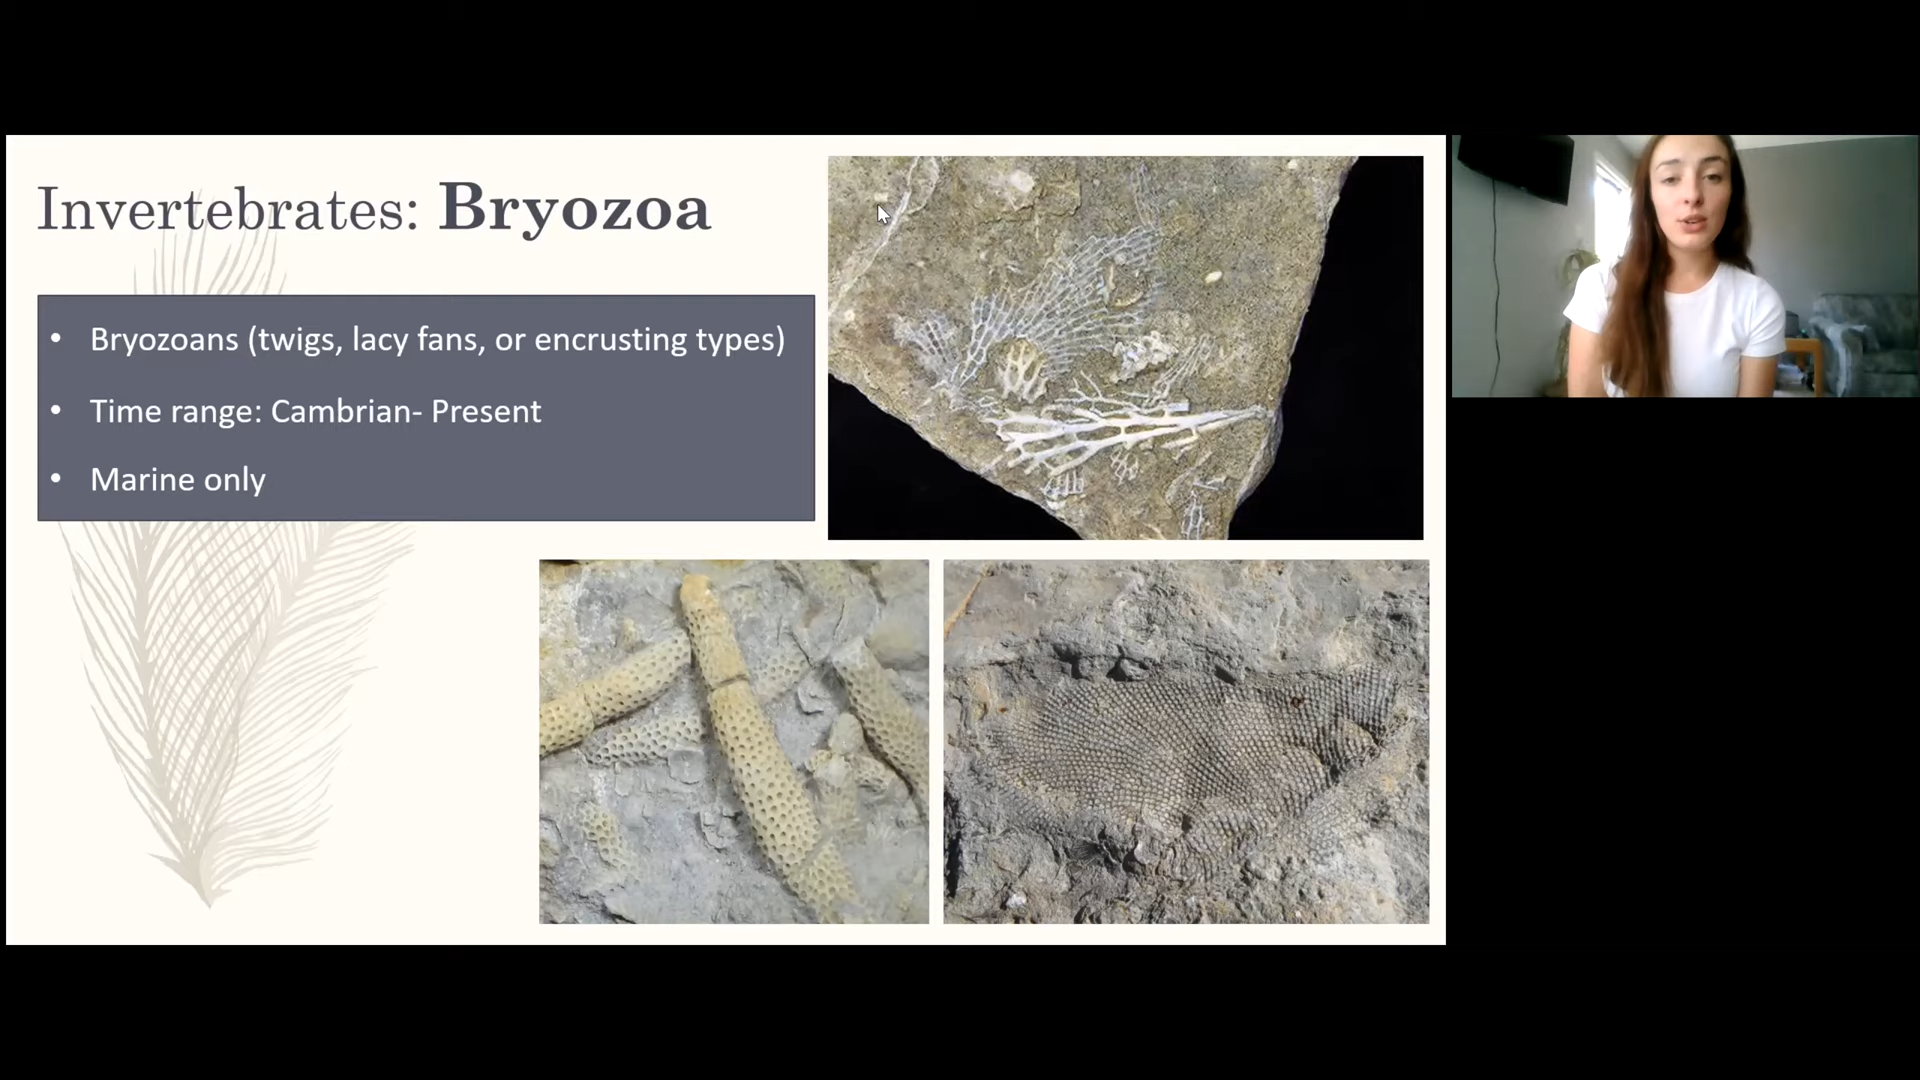 Invertebrates: Bryozoa
• Bryozoans (twigs, lacy fans, or encrusting types)
• Time range: Cambrian- Present
• Marine only